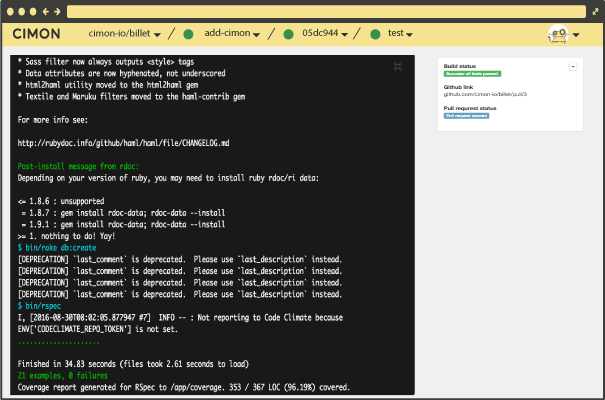 CIMON cimon-io/billet / add-cimon / 05dc944 / test
* Sass filter now always outputs <style> tags
* Data attributes are now hyphenated, not underscored
* html2haml utility moved to the html2haml gem
* Textile and Maruku filters moved to the haml-contrib gem
For more info see:
http://rubydoc.info/github/haml/haml/file/CHANGELOG.md
Post-install message from rdoc:
Depending on your version of ruby, you may need to install ruby rdoc/ri data:
<= 1.8.6 : unsupported
= 1.8.7 : gem install rdoc-data; rdoc-data --install
= 1.9.1 : gem install rdoc-data; rdoc-data --install
>= 1. nothing to do! Yay!
$ bin/rake db:create
[DEPRECATION] `last_comment` is deprecated.  Please use `last_description` instead.
[DEPRECATION] `last_comment` is deprecated.  Please use `last_description` instead.
[DEPRECATION] `last_comment` is deprecated.  Please use `last_description` instead.
[DEPRECATION] `last_comment` is deprecated.  Please use `last_description` instead.
$ bin/rspec
I, [2016-08-30T08:02:05.877947 #7]  INFO -- : Not reporting to Code Climate because
ENV['CODECLIMATE_REPO_TOKEN'] is not set.
.....................
Finished in 34.83 seconds (files took 2.61 seconds to load)
21 examples, 0 failures
Coverage report generated for RSpec to /app/coverage. 353 / 367 LOC (96.19%) covered.
Build status
Success: all tests passed.
Github link
github.com/cimon-io/billet/pull/3
Pull requrest status
Pull request opened